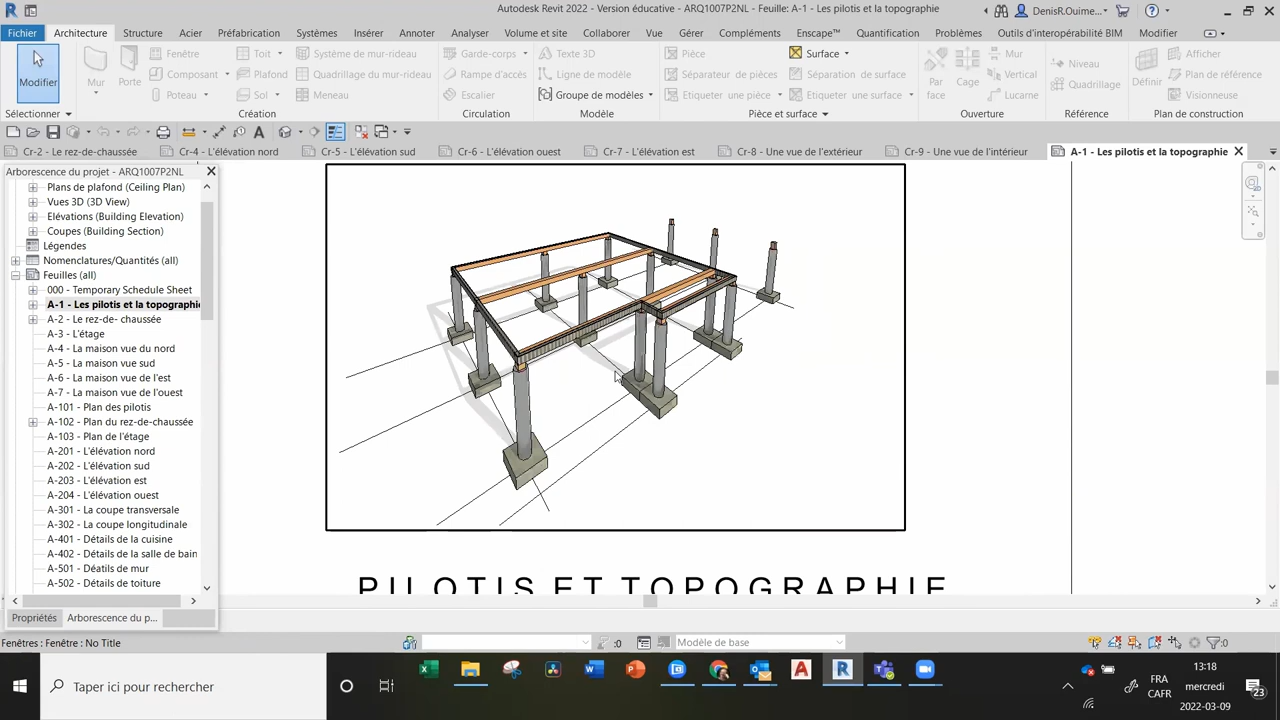 Autodesk Revit 2022 - Version éducative - ARQ1007P2NL - Feuille: A-1 - Les pilotis et la topographie
DenisR.Ouime...
Fichier Architecture Structure Acier Préfabrication Systèmes Insérer Annoter Analyser Volume et site Collaborer Vue Gérer Compléments Enscape™ Quantification Problèmes Outils d'interopérabilité BIM Modifier
Modifier
Mur
Porte
Fenêtre
Composant
Poteau
Toit
Plafond
Sol
Système de mur-rideau
Quadrillage du mur-rideau
Meneau
Garde-corps
Rampe d'accès
Escalier
Texte 3D
Ligne de modèle
Groupe de modèles
Pièce
Séparateur de pièces
Etiqueter une pièce
Surface
Séparation de surface
Etiqueter une surface
Par face
Cage
Mur
Vertical
Lucarne
Niveau
Quadrillage
Définir
Afficher
Plan de référence
Visionneuse
Sélectionner Création Circulation Modèle Pièce et surface Ouverture Référence Plan de construction
Cr-2 - Le rez-de-chaussée Cr-4 - L'élévation nord Cr-5 - L'élévation sud Cr-6 - L'élévation ouest Cr-7 - L'élévation est Cr-8 - Une vue de l'extérieur Cr-9 - Une vue de l'intérieur A-1 - Les pilotis et la topographie
Arborescence du projet - ARQ1007P2NL
Plans de plafond (Ceiling Plan)
Vues 3D (3D View)
Elévations (Building Elevation)
Coupes (Building Section)
Légendes
Nomenclatures/Quantités (all)
Feuilles (all)
000 - Temporary Schedule Sheet
A-1 - Les pilotis et la topographie
A-2 - Le rez-de- chaussée
A-3 - L'étage
A-4 - La maison vue du nord
A-5 - La maison vue sud
A-6 - La maison vue de l'est
A-7 - La maison vue de l'ouest
A-101 - Plan des pilotis
A-102 - Plan du rez-de-chaussée
A-103 - Plan de l'étage
A-201 - L'élévation nord
A-202 - L'élévation sud
A-203 - L'élévation est
A-204 - L'élévation ouest
A-301 - La coupe transversale
A-302 - La coupe longitudinale
A-401 - Détails de la cuisine
A-402 - Détails de la salle de bain
A-501 - Déatils de mur
A-502 - Détails de toiture
PILOTIS ET TOPOGRAPHIE
Propriétés Arborescence du p...
Fenêtres : Fenêtre : No Title
:0
Modèle de base
:0
Taper ici pour rechercher
FRA
CAFR
13:18
mercredi
2022-03-09
23